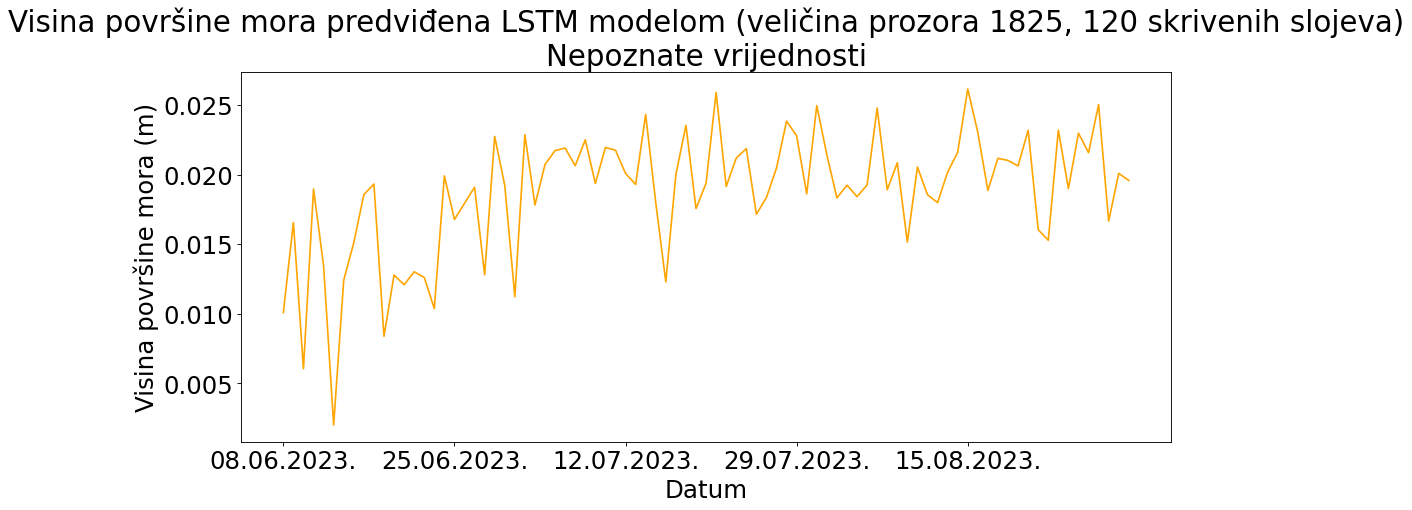 Visina površine mora predviđena LSTM modelom (veličina prozora 1825, 120 skrivenih slojeva)
Nepoznate vrijednosti
Visina površine mora (m)
0.025
0.020
0.015
0.010
0.005
08.06.2023. 25.06.2023. 12.07.2023. 29.07.2023. 15.08.2023.
Datum